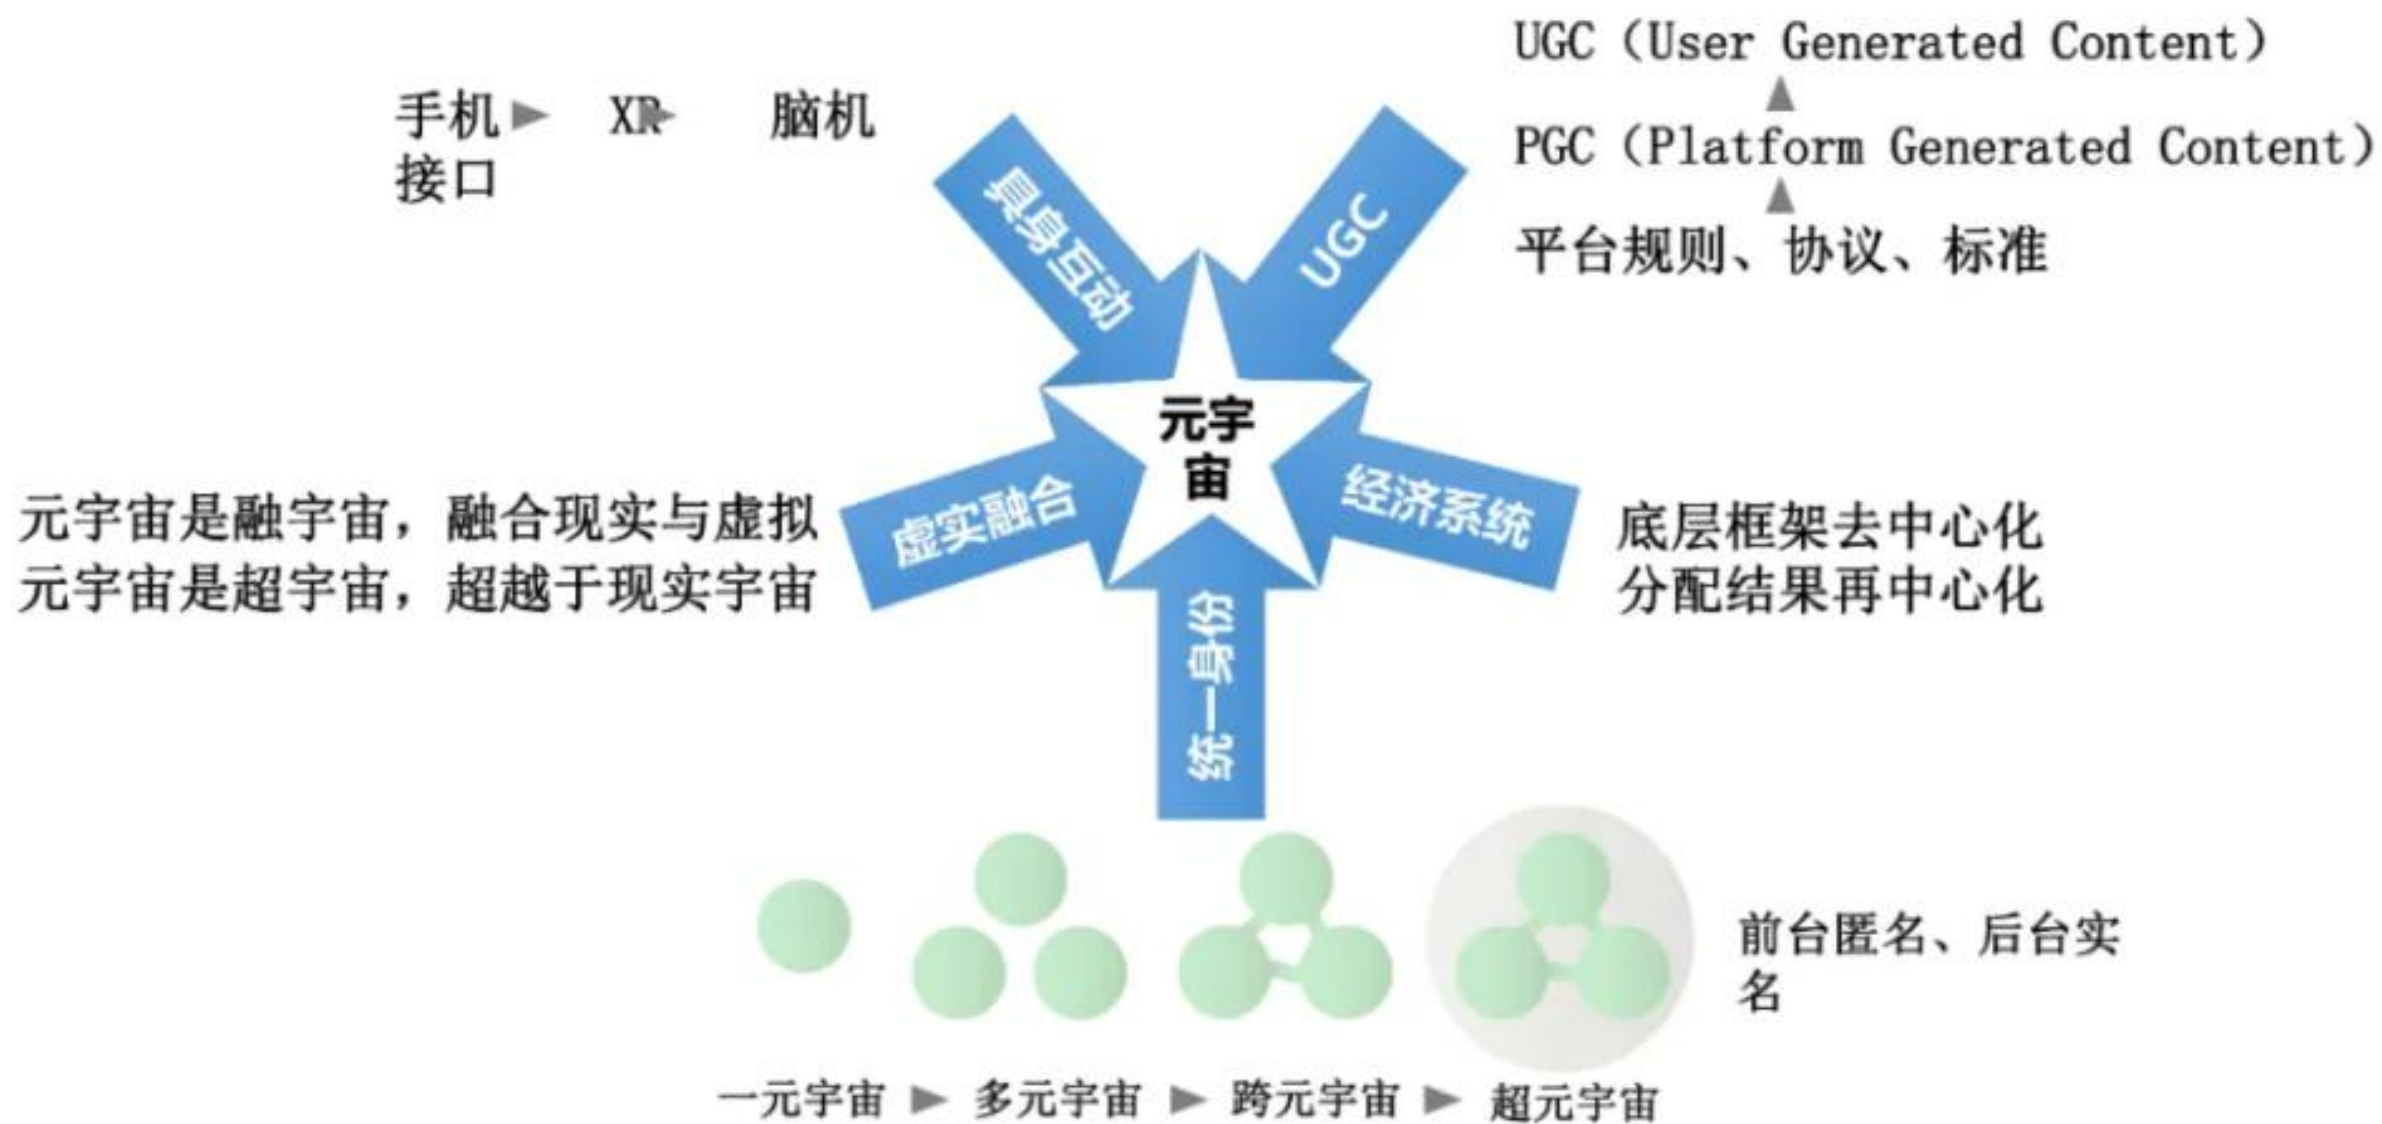 UGC（User Generated Content）
手机 XR 脑机
接口
PGC（Platform Generated Content）
平台规则、协议、标准
具身互动
UGC
元宇
宙
虚实融合
经济系统
统一身份
元宇宙是融宇宙，融合现实与虚拟
元宇宙是超宇宙，超越于现实宇宙
底层框架去中心化
分配结果再中心化
前台匿名、后台实
名
一元宇宙 多元宇宙 跨元宇宙 超元宇宙